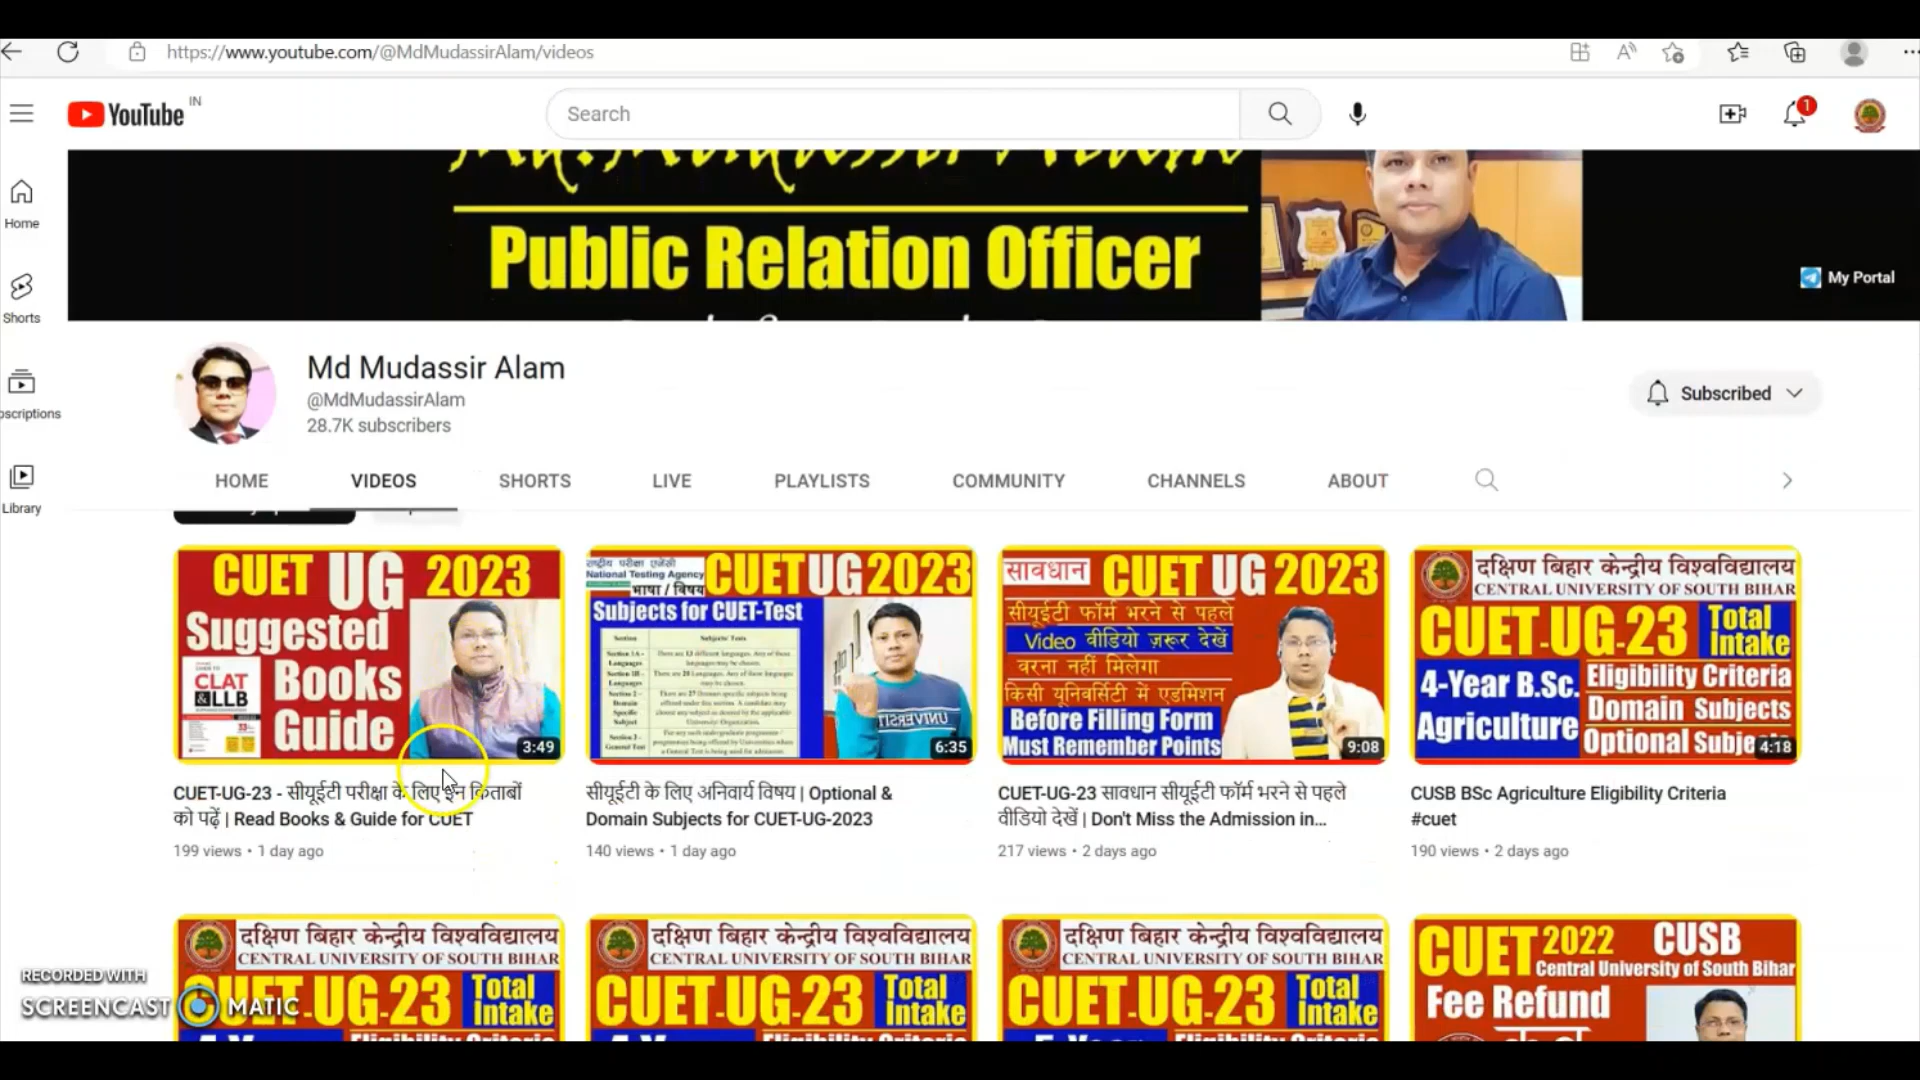 https://www.youtube.com/@MdMudassirAlam/videos
YouTube IN
Search
1
Public Relation Officer
My Portal
Home
Shorts
Library
Md Mudassir Alam
@MdMudassirAlam
28.7K subscribers
Subscribed
HOME VIDEOS SHORTS LIVE PLAYLISTS COMMUNITY CHANNELS ABOUT
CUET UG 2023
Suggested
Books
Guide
CLAT
& LLB
3:49
राष्ट्रीय परीक्षा एजेंसी
National Testing Agency
CUET UG 2023
भाषा / विषय
Subjects for CUET-Test
UNIVERSITY
6:35
सावधान
CUET UG 2023
सीयूईटी फॉर्म भरने से पहले
Video वीडियो ज़रूर देखें
वरना नहीं मिलेगा
किसी यूनिवर्सिटी में एडमिशन
Before Filling Form
Must Remember Points
9:08
दक्षिण बिहार केन्द्रीय विश्वविद्यालय
CENTRAL UNIVERSITY OF SOUTH BIHAR
CUET-UG-23
Total
Intake
4-Year B.Sc.
Agriculture
Eligibility Criteria
Domain Subjects
Optional Subje
4:18
CUET-UG-23 - सीयूईटी परीक्षा के लिए इन किताबों
को पढ़ें | Read Books & Guide for CUET
199 views • 1 day ago
सीयूईटी के लिए अनिवार्य विषय | Optional &
Domain Subjects for CUET-UG-2023
140 views • 1 day ago
CUET-UG-23 सावधान सीयूईटी फॉर्म भरने से पहले
वीडियो देखें | Don't Miss the Admission in...
217 views • 2 days ago
CUSB BSc Agriculture Eligibility Criteria
#cuet
190 views • 2 days ago
दक्षिण बिहार केन्द्रीय विश्वविद्यालय
CENTRAL UNIVERSITY OF SOUTH BIHAR
CUET-UG-23
Total
Intake
दक्षिण बिहार केन्द्रीय विश्वविद्यालय
CENTRAL UNIVERSITY OF SOUTH BIHAR
CUET-UG-23
Total
Intake
दक्षिण बिहार केन्द्रीय विश्वविद्यालय
CENTRAL UNIVERSITY OF SOUTH BIHAR
CUET-UG-23
Total
Intake
CUET 2022 CUSB
Central University of South Bihar
Fee Refund
RECORDED WITH
SCREENCAST MATIC